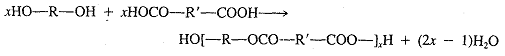 xHO—R—OH + xHOCO—R′—COOH⟶
HO[—R—OCO—R′—COO—]ₓH + (2x − 1)H₂O